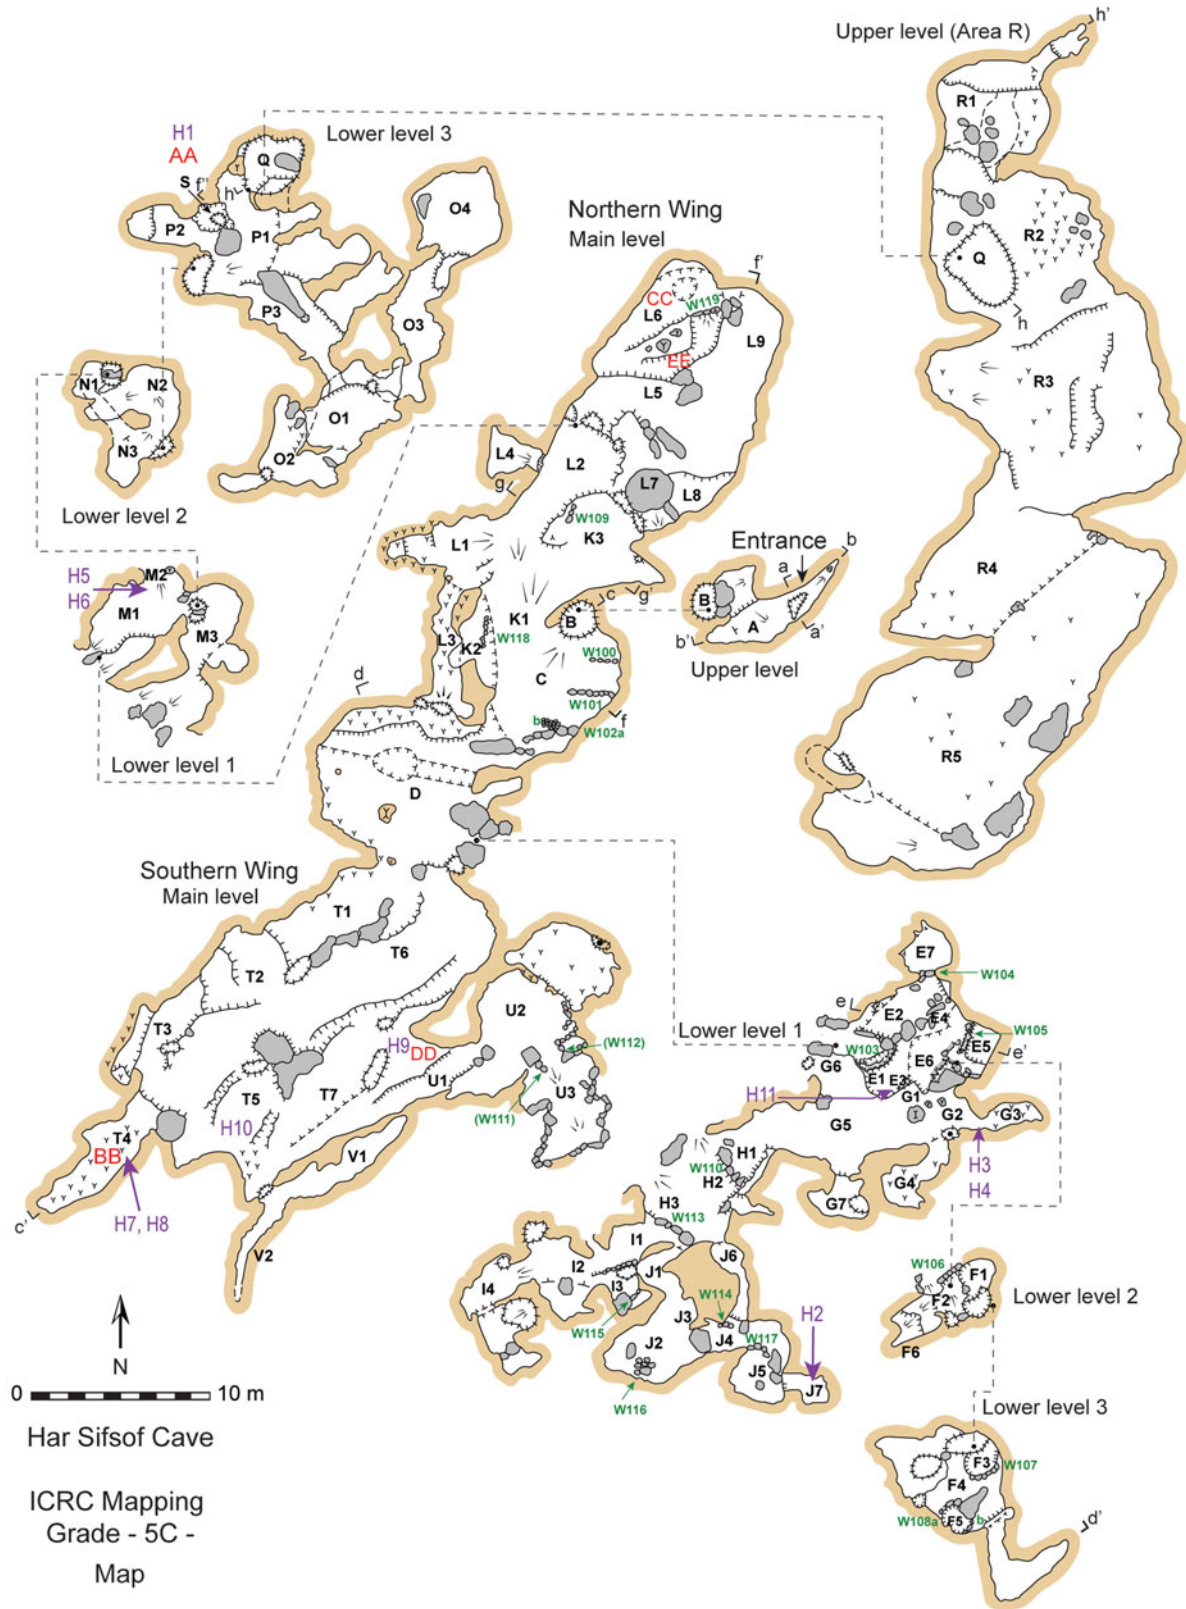 h'
Upper level (Area R)
R1
H1
Lower level 3
AA
Q
S
f"
h
O4
P2
P1
Northern Wing
Main level
R2
Q
f'
CC
W119
L6
P3
O3
L9
h
EE
N1
N2
L5
R3
O1
N3
L4
L2
O2
g
L7
L8
Lower level 2
W109
K3
Entrance
b
L1
a
H5
M2
R4
H6
M1
c
g'
K1
B
B
A
a'
M3
W118
b'
L3
K2
W100
Upper level
C
d
W101
f
b
W102a
R5
Lower level 1
D
Southern Wing
Main level
T1
E7
T6
W104
T2
e
E2
E4
U2
W105
T3
Lower level 1
W103
E5
e'
H9
DD
(W112)
E6
G6
U1
E1
E3
T5
T7
(W111)
U3
H11
G1
G2
G3
G5
H10
T4
V1
H1
BB
W110
H2
H3
G4
H4
c'
H7, H8
H3
G7
W113
V2
I1
J6
I2
J1
W106
F1
I4
I3
W114
H2
F2
Lower level 2
J3
W115
J4
W117
F6
J2
N
J5
J7
0
10 m
W116
Lower level 3
Har Sifsof Cave
F3
W107
F4
ICRC Mapping
W108a
F5
b
d'
Grade - 5C -
Map